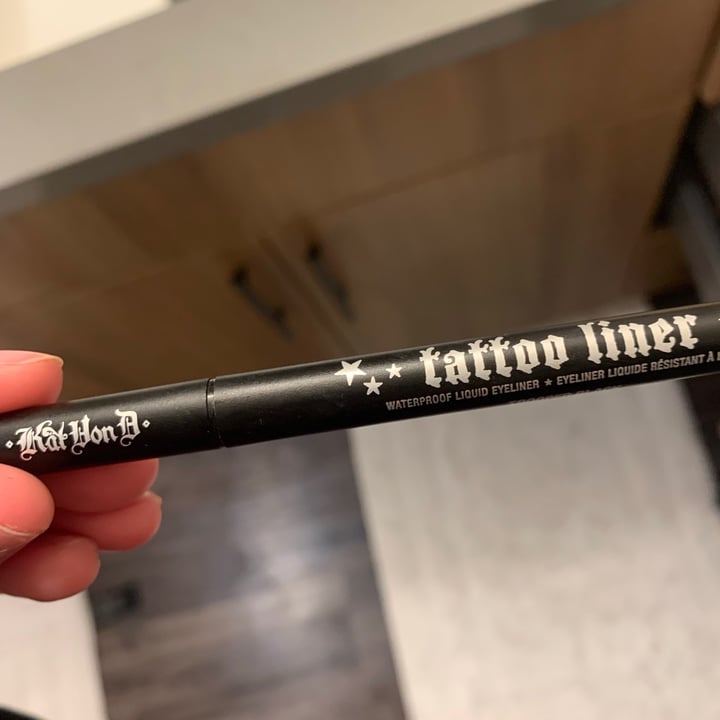 Kat Von D
tattoo liner
WATERPROOF LIQUID EYELINER ★ EYELINER LIQUIDE RÉSISTANT À